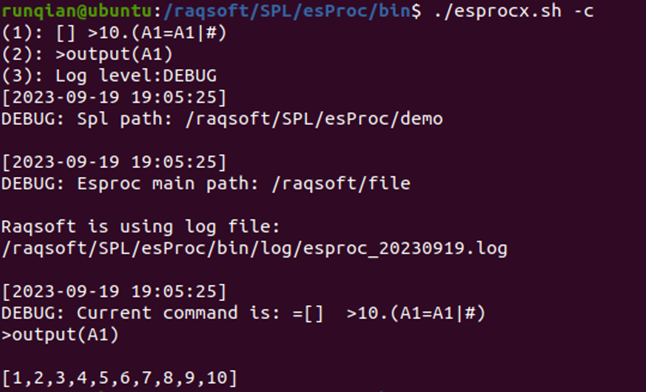 runqian@ubuntu:/raqsoft/SPL/esProc/bin$ ./esprocx.sh -c
(1): [] >10.(A1=A1|#)
(2): >output(A1)
(3): Log level:DEBUG
[2023-09-19 19:05:25]
DEBUG: Spl path: /raqsoft/SPL/esProc/demo
[2023-09-19 19:05:25]
DEBUG: Esproc main path: /raqsoft/file
Raqsoft is using log file:
/raqsoft/SPL/esProc/bin/log/esproc_20230919.log
[2023-09-19 19:05:25]
DEBUG: Current command is: =[]  >10.(A1=A1|#)
>output(A1)
[1,2,3,4,5,6,7,8,9,10]